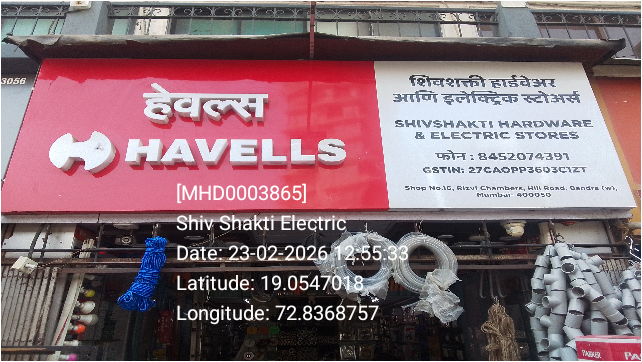 3056
हेवल्स
HAVELLS
शिवशक्ती हार्डवेअर
आणि इलेक्ट्रिक स्टोअर्स
SHIVSHAKTI HARDWARE
& ELECTRIC STORES
फोन : 8452074391
GSTIN: 27CAOPP3603C1ZT
Shop No.16, Rizvi Chambers, Hill Road, Bandra (w),
Mumbai- 400050
[MHD0003865]
Shiv Shakti Electric
Date: 23-02-2026 12:55:33
Latitude: 19.0547018
Longitude: 72.8368757